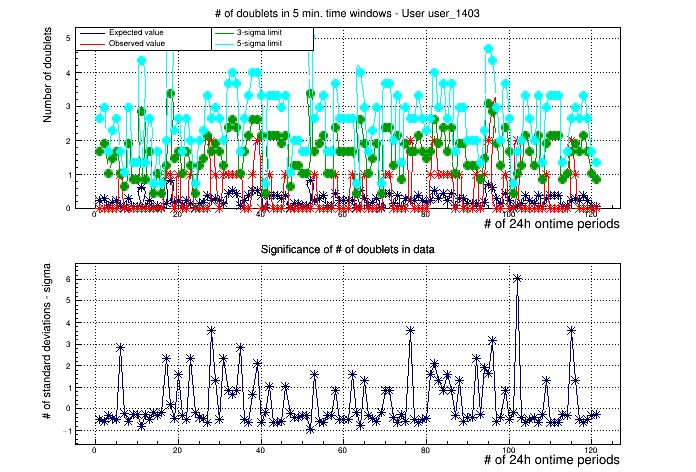 # of doublets in 5 min. time windows - User user_1403
Number of doublets
Expected value
3-sigma limit
Observed value
5-sigma limit
5
4
3
2
1
0
0 20 40 60 80 100 120
# of 24h ontime periods
Significance of # of doublets in data
# of standard deviations - sigma
6
5
4
3
2
1
0
-1
0 20 40 60 80 100 120
# of 24h ontime periods